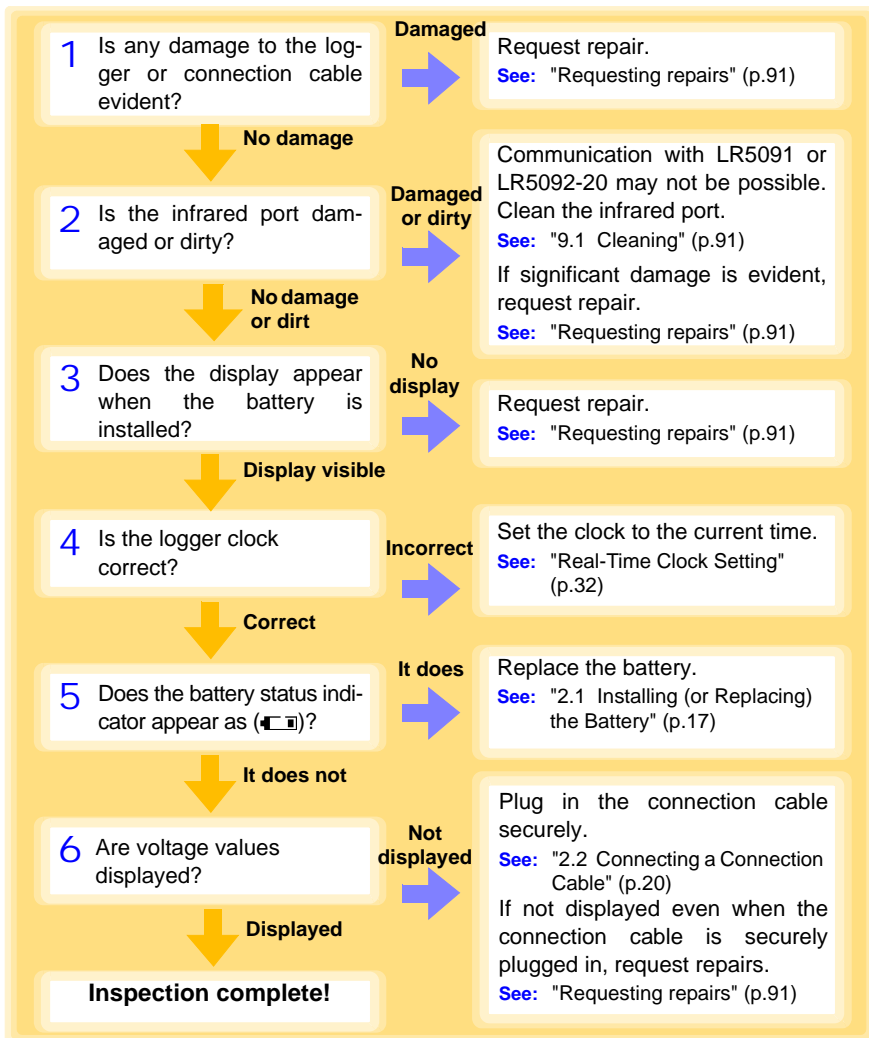 1 Is any damage to the log-
ger or connection cable
evident?
Damaged
Request repair.
See: "Requesting repairs" (p.91)
No damage
2 Is the infrared port dam-
aged or dirty?
Damaged
or dirty
Communication with LR5091 or
LR5092-20 may not be possible.
Clean the infrared port.
See: "9.1 Cleaning" (p.91)
If significant damage is evident,
request repair.
See: "Requesting repairs" (p.91)
No damage
or dirt
3 Does the display appear
when the battery is
installed?
No
display
Request repair.
See: "Requesting repairs" (p.91)
Display visible
4 Is the logger clock
correct?
Incorrect
Set the clock to the current time.
See: "Real-Time Clock Setting"
(p.32)
Correct
5 Does the battery status indi-
cator appear as ( )?
It does
Replace the battery.
See: "2.1 Installing (or Replacing)
the Battery" (p.17)
It does not
6 Are voltage values
displayed?
Not
displayed
Plug in the connection cable
securely.
See: "2.2 Connecting a Connection
Cable" (p.20)
If not displayed even when the
connection cable is securely
plugged in, request repairs.
See: "Requesting repairs" (p.91)
Displayed
Inspection complete!